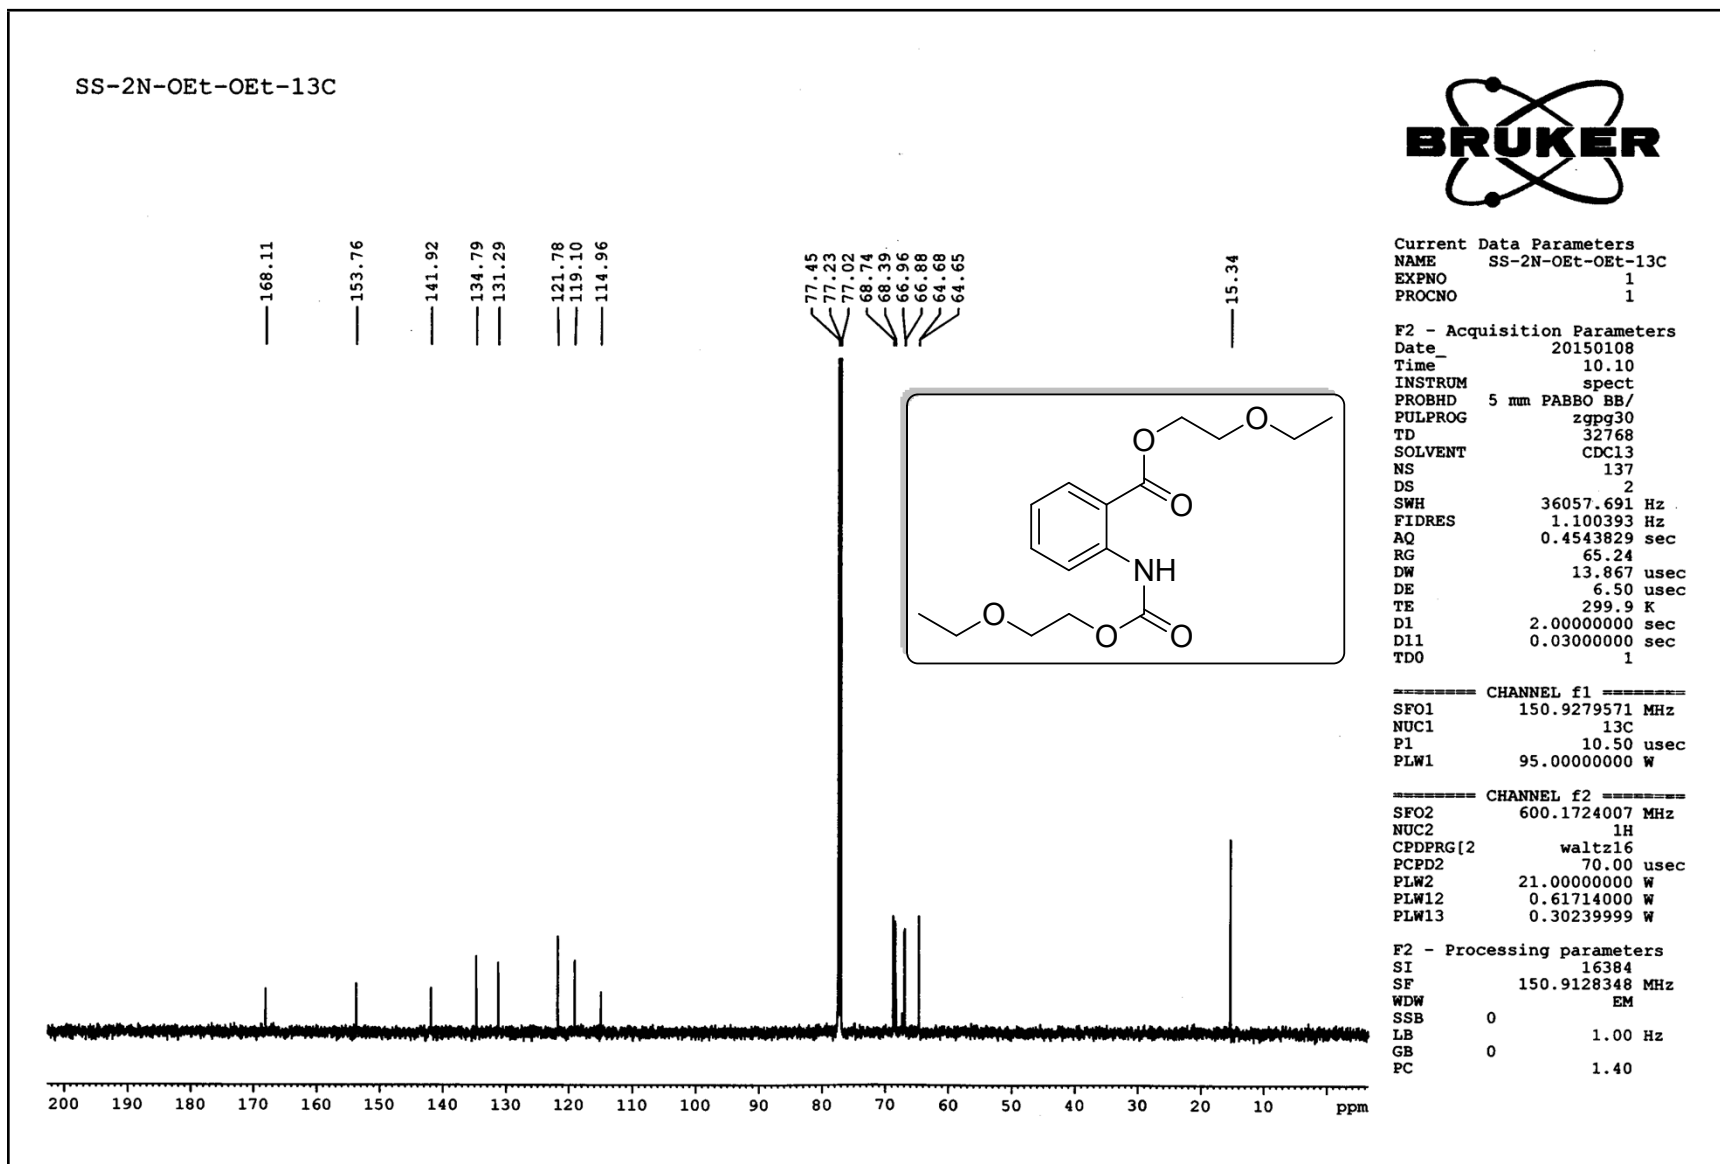 SS-2N-OEt-OEt-13C
BRUKER
168.11
153.76
141.92
134.79
131.29
121.78
119.10
114.96
77.45
77.23
77.02
68.74
68.39
66.96
66.88
64.68
64.65
15.34
Current Data Parameters
NAME SS-2N-OEt-OEt-13C
EXPNO 1
PROCNO 1
F2 - Acquisition Parameters
Date_ 20150108
Time 10.10
INSTRUM spect
PROBHD 5 mm PABBO BB/
PULPROG zgpg30
TD 32768
SOLVENT CDCl3
NS 137
DS 2
SWH 36057.691 Hz
FIDRES 1.100393 Hz
AQ 0.4543829 sec
RG 65.24
DW 13.867 usec
DE 6.50 usec
TE 299.9 K
D1 2.00000000 sec
D11 0.03000000 sec
TD0 1
======== CHANNEL f1 ========
SFO1 150.9279571 MHz
NUC1 13C
P1 10.50 usec
PLW1 95.00000000 W
======== CHANNEL f2 ========
SFO2 600.1724007 MHz
NUC2 1H
CPDPRG[2 waltz16
PCPD2 70.00 usec
PLW2 21.00000000 W
PLW12 0.61714000 W
PLW13 0.30239999 W
F2 - Processing parameters
SI 16384
SF 150.9128348 MHz
WDW EM
SSB 0
LB 1.00 Hz
GB 0
PC 1.40
O
O
O
NH
O
O
O
200 190 180 170 160 150 140 130 120 110 100 90 80 70 60 50 40 30 20 10 ppm